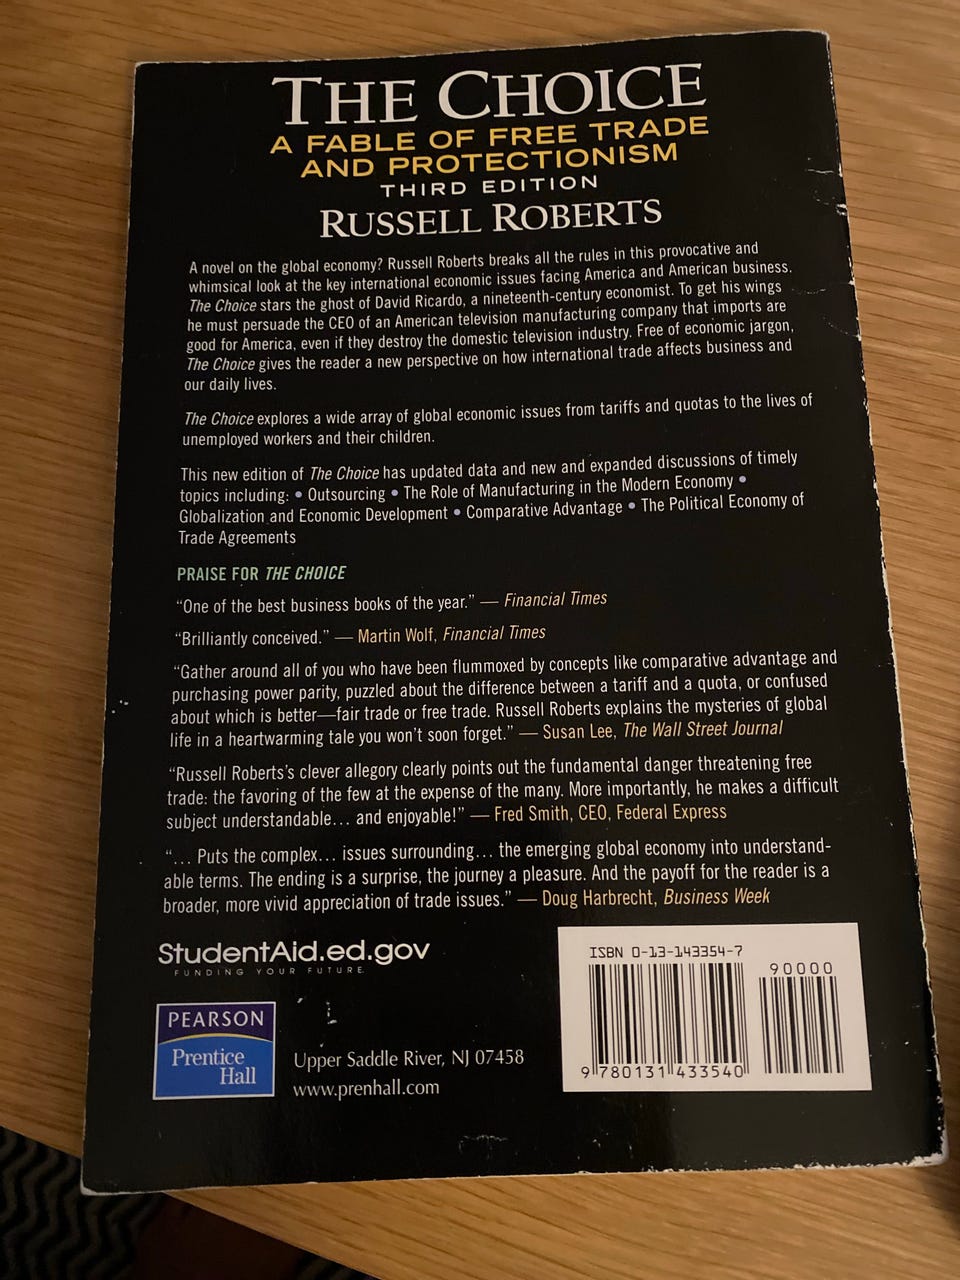 THE CHOICE
A FABLE OF FREE TRADE
AND PROTECTIONISM
THIRD EDITION
RUSSELL ROBERTS
A novel on the global economy? Russell Roberts breaks all the rules in this provocative and
whimsical look at the key international economic issues facing America and American business.
The Choice stars the ghost of David Ricardo, a nineteenth-century economist. To get his wings
he must persuade the CEO of an American television manufacturing company that imports are
good for America, even if they destroy the domestic television industry. Free of economic jargon,
The Choice gives the reader a new perspective on how international trade affects business and
our daily lives.
The Choice explores a wide array of global economic issues from tariffs and quotas to the lives of
unemployed workers and their children.
This new edition of The Choice has updated data and new and expanded discussions of timely
topics including: • Outsourcing • The Role of Manufacturing in the Modern Economy •
Globalization and Economic Development • Comparative Advantage • The Political Economy of
Trade Agreements
PRAISE FOR THE CHOICE
“One of the best business books of the year.” — Financial Times
“Brilliantly conceived.” — Martin Wolf, Financial Times
“Gather around all of you who have been flummoxed by concepts like comparative advantage and
purchasing power parity, puzzled about the difference between a tariff and a quota, or confused
about which is better—fair trade or free trade. Russell Roberts explains the mysteries of global
life in a heartwarming tale you won’t soon forget.” — Susan Lee, The Wall Street Journal
“Russell Roberts’s clever allegory clearly points out the fundamental danger threatening free
trade: the favoring of the few at the expense of the many. More importantly, he makes a difficult
subject understandable... and enjoyable!” — Fred Smith, CEO, Federal Express
“... Puts the complex... issues surrounding... the emerging global economy into understand-
able terms. The ending is a surprise, the journey a pleasure. And the payoff for the reader is a
broader, more vivid appreciation of trade issues.” — Doug Harbrecht, Business Week
StudentAid.ed.gov
FUNDING YOUR FUTURE.
PEARSON
Prentice
Hall
Upper Saddle River, NJ 07458
www.prenhall.com
ISBN 0-13-143354-7
90000
9 780131 433540